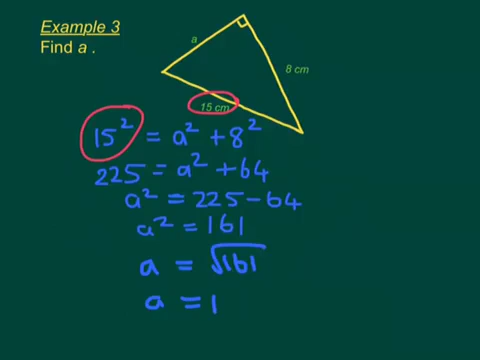 Example 3
Find a .
a
8 cm
15 cm
15² = a² + 8²
225 = a² + 64
a² = 225 - 64
a² = 161
a = √161
a = 1